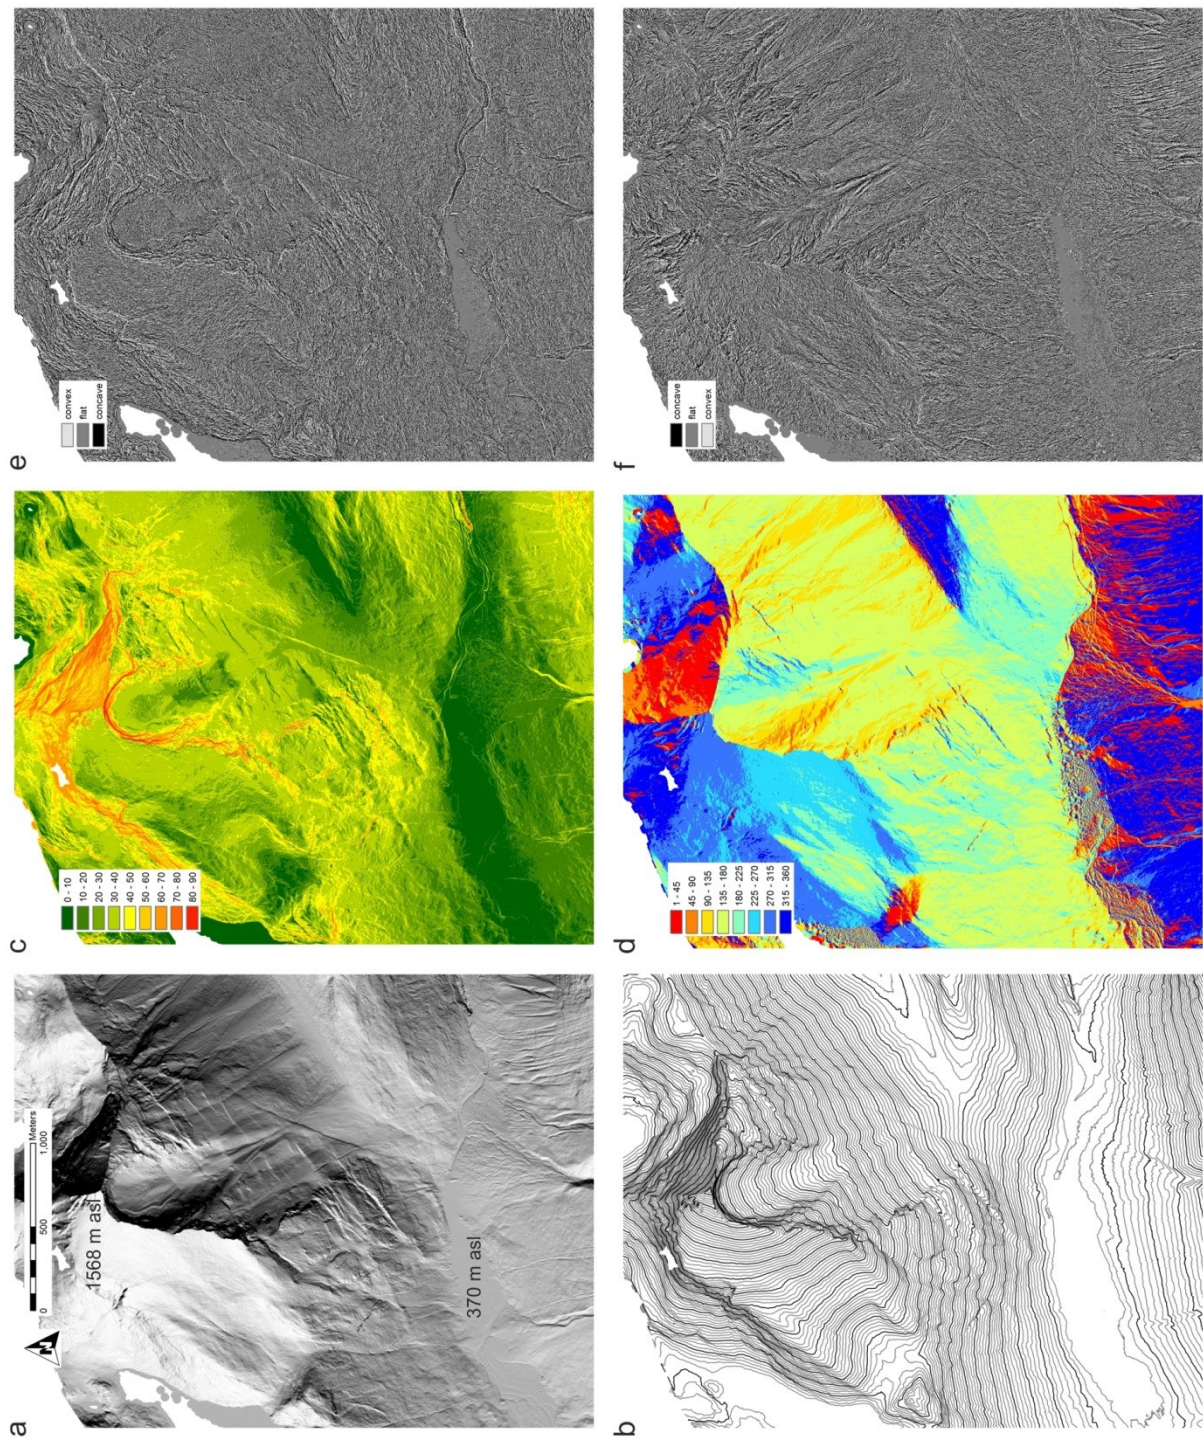 a
N
0
500
1,000
Meters
1568 m asl
370 m asl
b
c
0 - 10
10 - 20
20 - 30
30 - 40
40 - 50
50 - 60
60 - 70
70 - 80
80 - 90
d
1 - 45
45 - 90
90 - 135
135 - 180
180 - 225
225 - 270
270 - 315
315 - 360
e
convex
flat
concave
f
concave
flat
convex